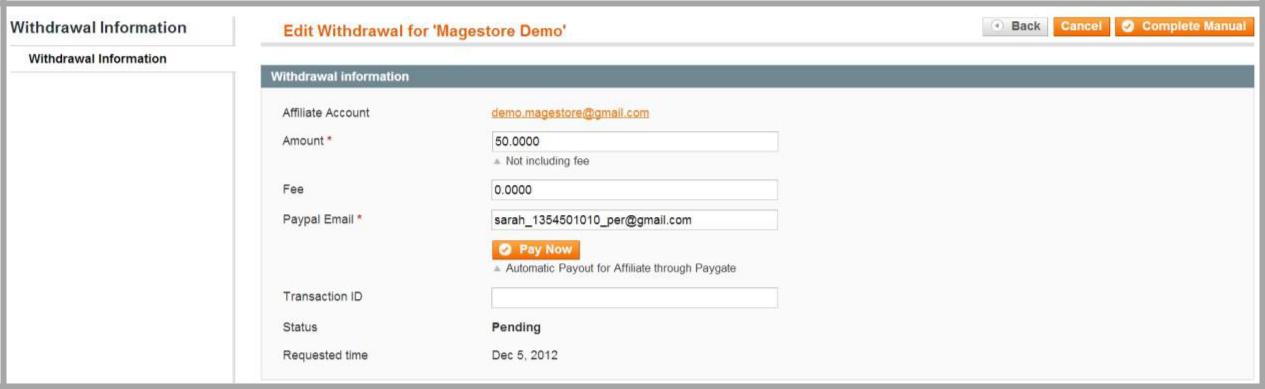 Withdrawal Information
Edit Withdrawal for 'Magestore Demo'
Back
Cancel
Complete Manual
Withdrawal Information
Withdrawal information
Affiliate Account demo.magestore@gmail.com
Amount * 50.0000
Not including fee
Fee 0.0000
Paypal Email * sarah_1354501010_per@gmail.com
Pay Now
Automatic Payout for Affiliate through Paygate
Transaction ID
Status Pending
Requested time Dec 5, 2012